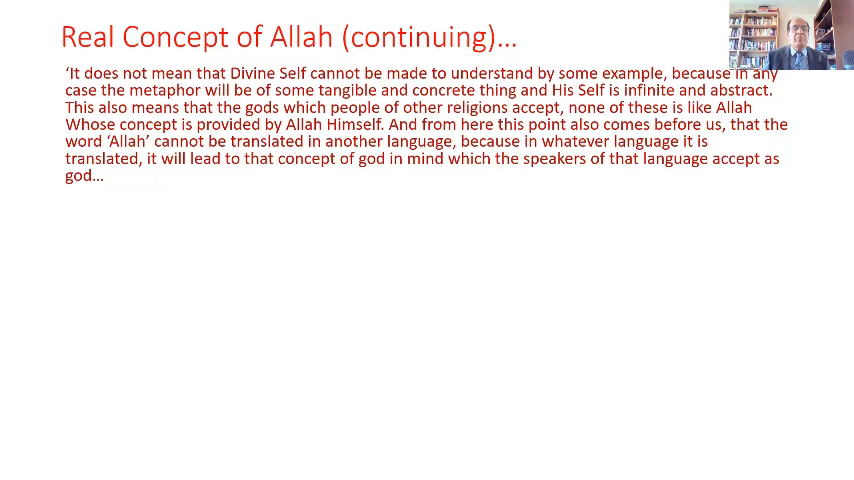 Real Concept of Allah (continuing)…
‘It does not mean that Divine Self cannot be made to understand by some example, because in any
case the metaphor will be of some tangible and concrete thing and His Self is infinite and abstract.
This also means that the gods which people of other religions accept, none of these is like Allah
Whose concept is provided by Allah Himself. And from here this point also comes before us, that the
word ‘Allah’ cannot be translated in another language, because in whatever language it is
translated, it will lead to that concept of god in mind which the speakers of that language accept as
god…